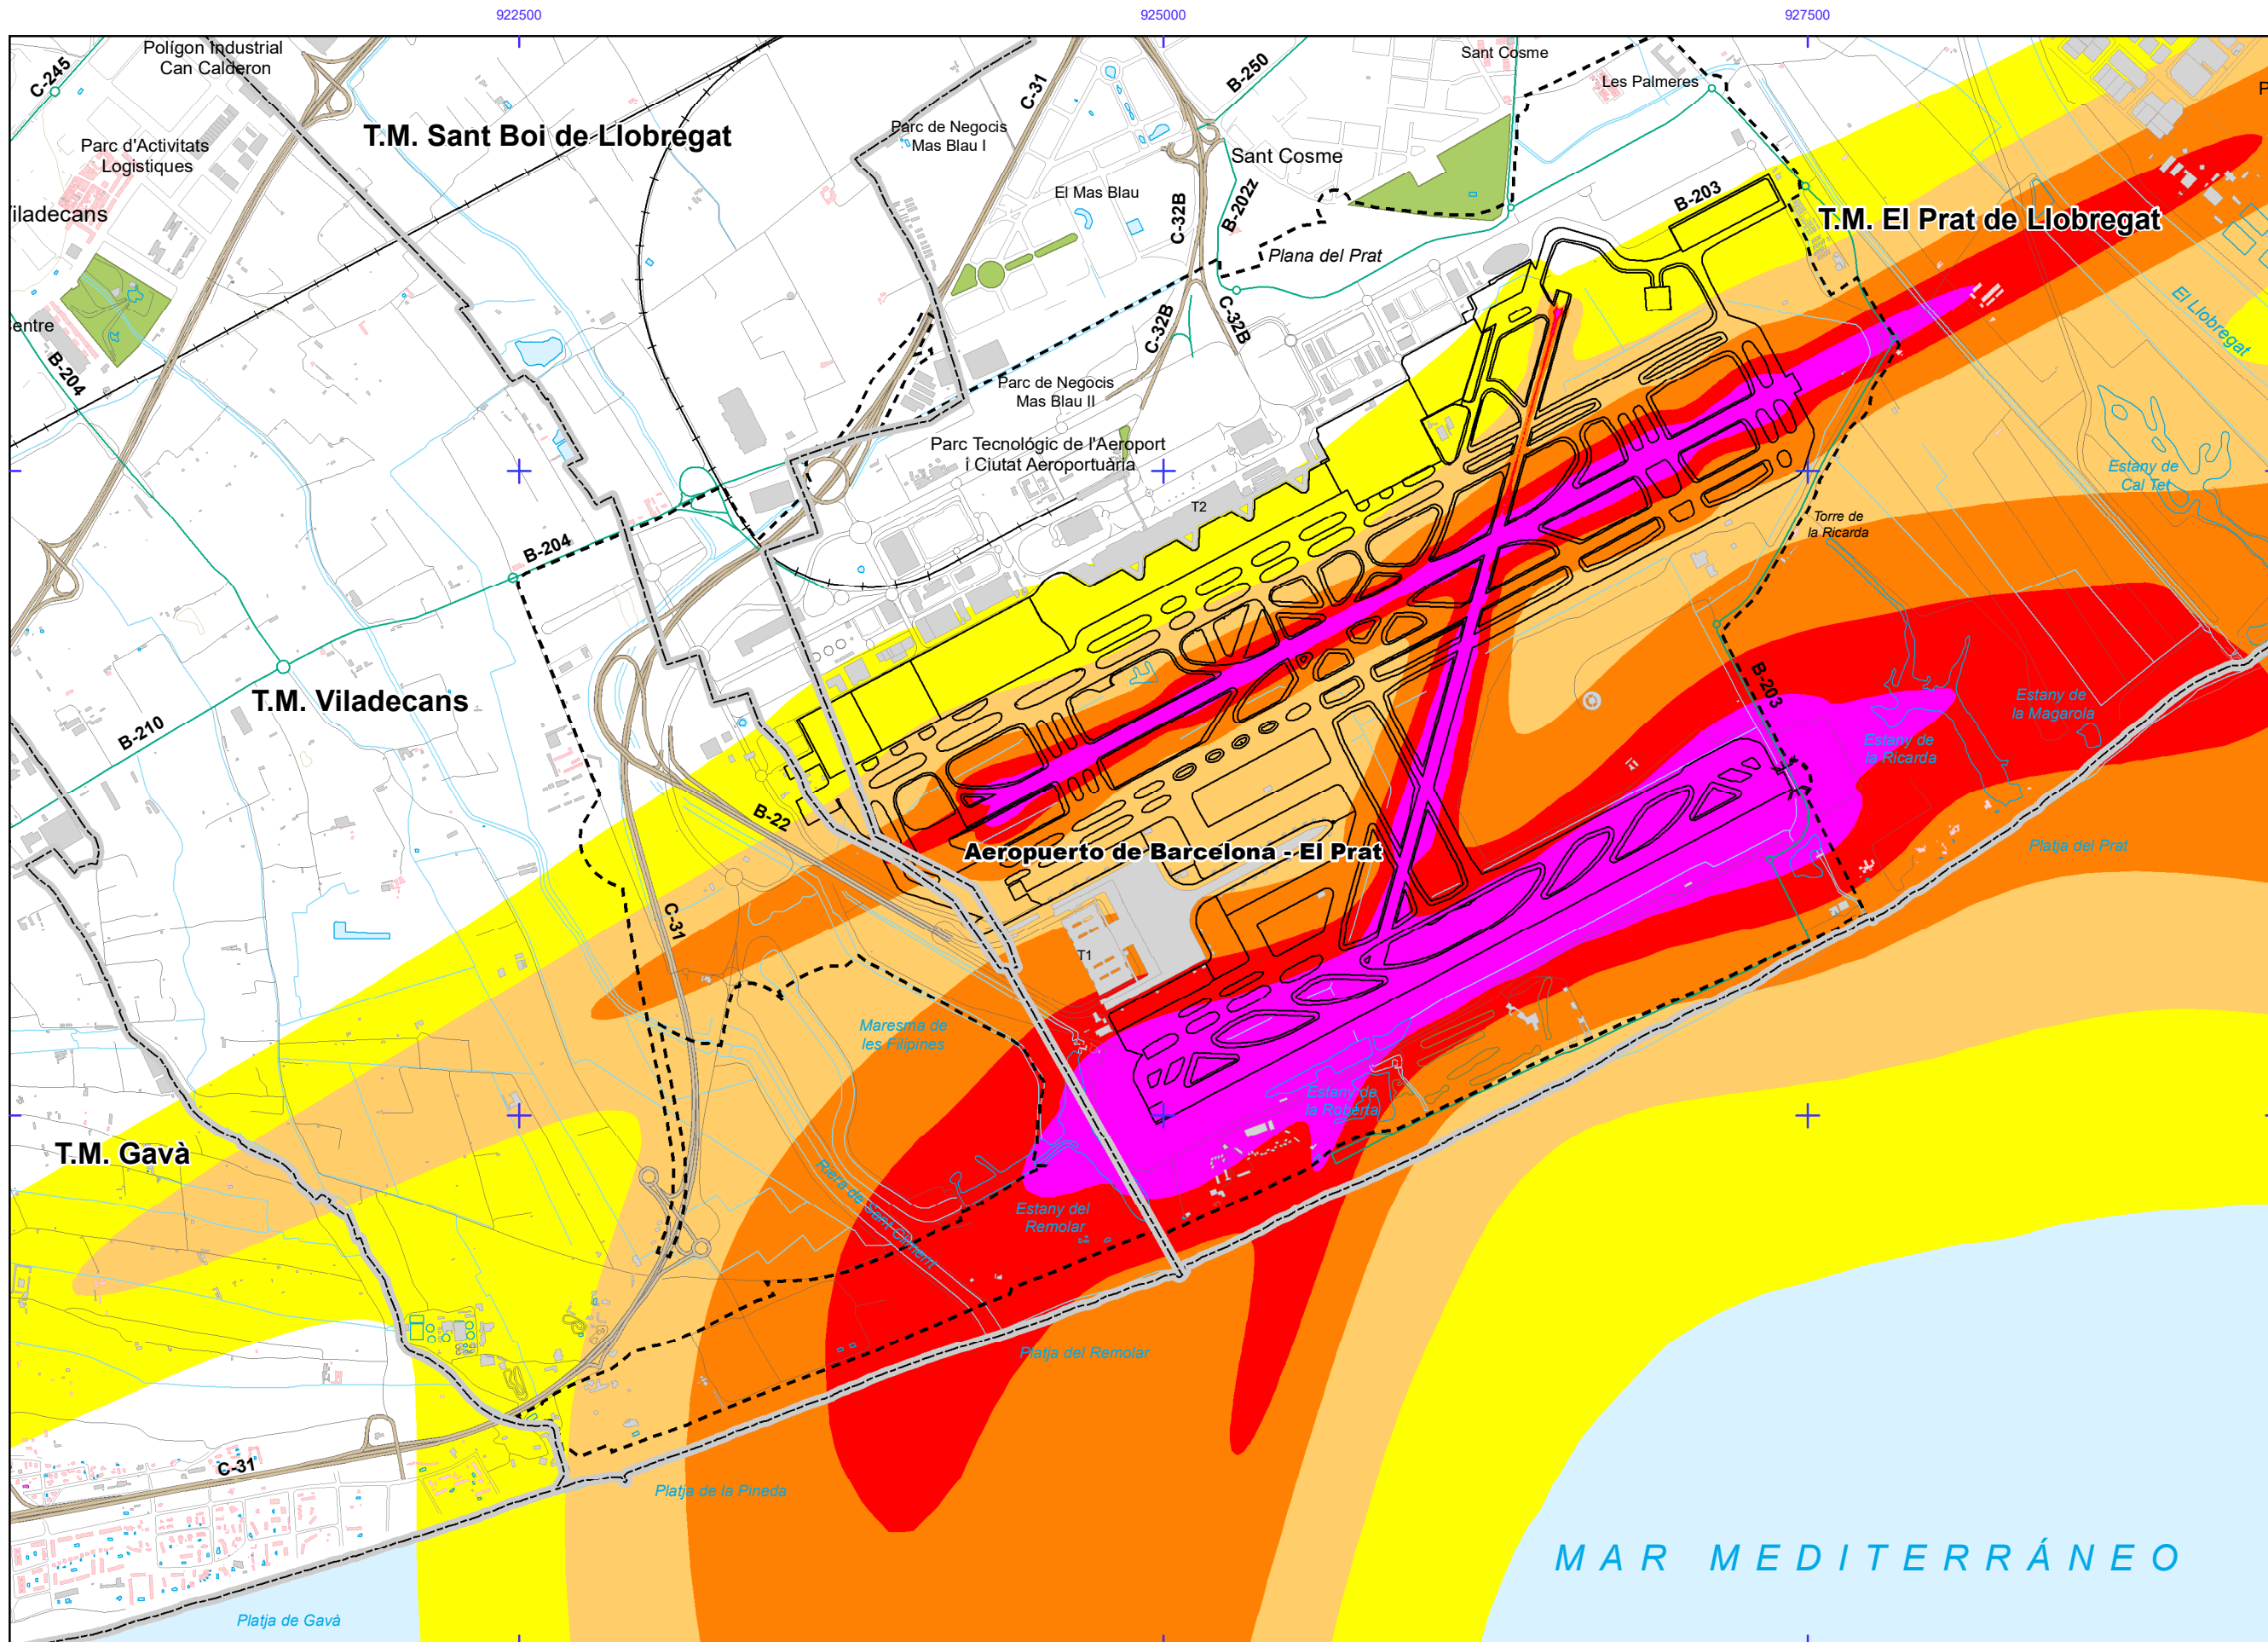 922500
925000
927500
Polígon Industrial
Can Calderon
C-245
Parc d'Activitats
Logistiques
T.M. Sant Boi de Llobregat
Parc de Negocis
Mas Blau I
C-31
B-250
Sant Cosme
Les Palmeres
Sant Cosme
El Mas Blau
C-32B
B-202z
B-203
T.M. El Prat de Llobregat
Plana del Prat
iladecans
entre
B-204
C-32B
C-32B
El Llobregat
Parc de Negocis
Mas Blau II
Parc Tecnológic de l'Aeroport
i Ciutat Aeroportuària
T2
Estany de
Cal Tet
Torre de
la Ricarda
B-204
B-210
T.M. Viladecans
B-203
Estany de
la Magarola
Estany de
la Ricarda
B-22
Aeropuerto de Barcelona - El Prat
Platja del Prat
C-31
T1
Maresma de
les Filipines
Estany de
la Roberta
T.M. Gavà
Riera de Sant Climent
Estany del
Remolar
Platja del Remolar
C-31
Platja de la Pineda
MAR MEDITERRÁNEO
Platja de Gavà